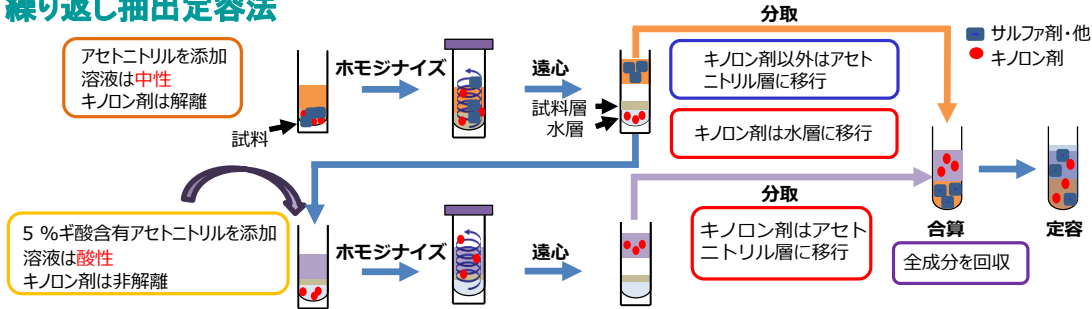 繰り返し抽出定容法
アセトニトリルを添加
溶液は中性
キノロン剤は解離
試料
ホモジナイズ
遠心
試料層
水層
分取
キノロン剤以外はアセト
ニトリル層に移行
キノロン剤は水層に移行
サルファ剤・他
キノロン剤
5 %ギ酸含有アセトニトリルを添加
溶液は酸性
キノロン剤は非解離
ホモジナイズ
遠心
分取
キノロン剤はアセト
ニトリル層に移行
合算
定容
全成分を回収